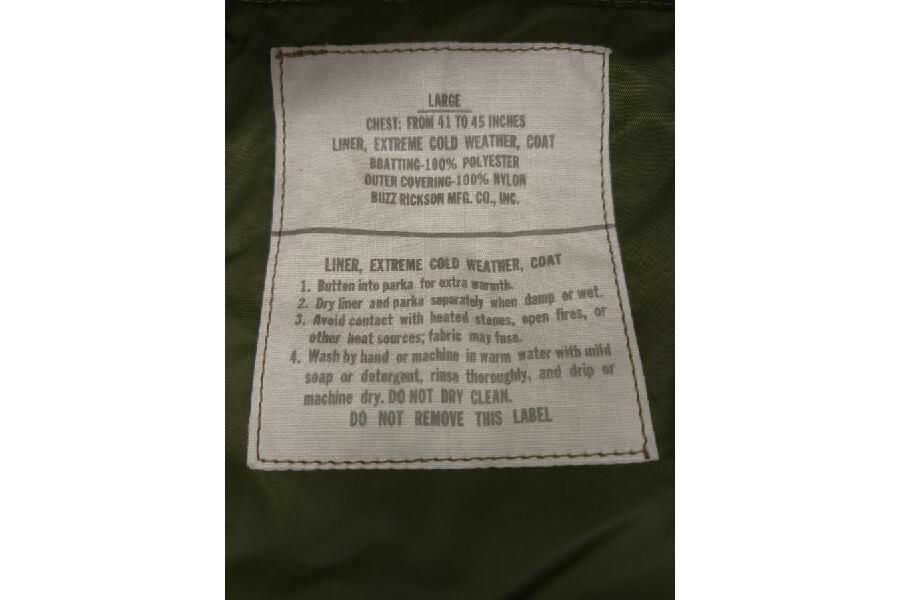 LARGE
CHEST: FROM 41 TO 45 INCHES
LINER, EXTREME COLD WEATHER, COAT
BBATTING-100% POLYESTER
OUTER COVERING-100% NYLON
BUZZ RICKSON MFG. CO., INC.
LINER, EXTREME COLD WEATHER, COAT
1. Button into parka for extra warmth.
2. Dry liner and parka separately when damp or wet.
3. Avoid contact with heated stones, open fires, or
other heat sources; fabric may fuse.
4. Wash by hand or machine in warm water with mild
soap or detergent, rinse thoroughly, and drip or
machine dry. DO NOT DRY CLEAN.
DO NOT REMOVE THIS LABEL